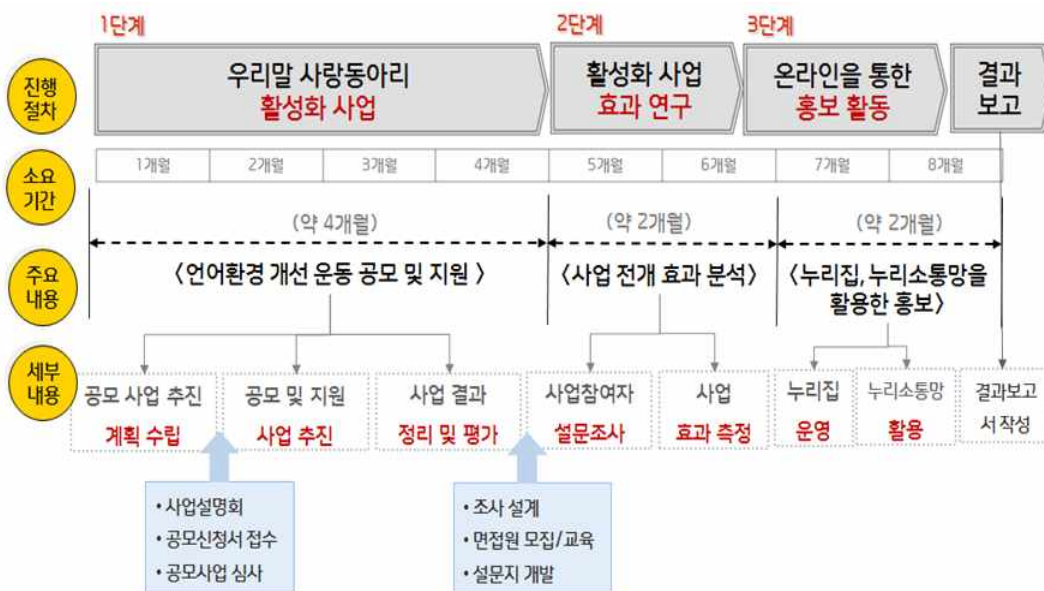 1단계
2단계
3단계
진행
절차
우리말 사랑동아리
활성화 사업
활성화 사업
효과 연구
온라인을 통한
홍보 활동
결과
보고
소요
기간
1개월
2개월
3개월
4개월
5개월
6개월
7개월
8개월
(약 4개월)
(약 2개월)
(약 2개월)
주요
내용
〈언어환경 개선 운동 공모 및 지원 〉
〈사업 전개 효과 분석〉
〈누리집, 누리소통망을
활용한 홍보〉
세부
내용
공모 사업 추진
계획 수립
공모 및 지원
사업 추진
사업 결과
정리 및 평가
사업참여자
설문조사
사업
효과 측정
누리집
운영
누리소통망
활용
결과보고
서 작성
• 사업설명회
• 공모신청서 접수
• 공모사업 심사
• 조사 설계
• 면접원 모집/교육
• 설문지 개발